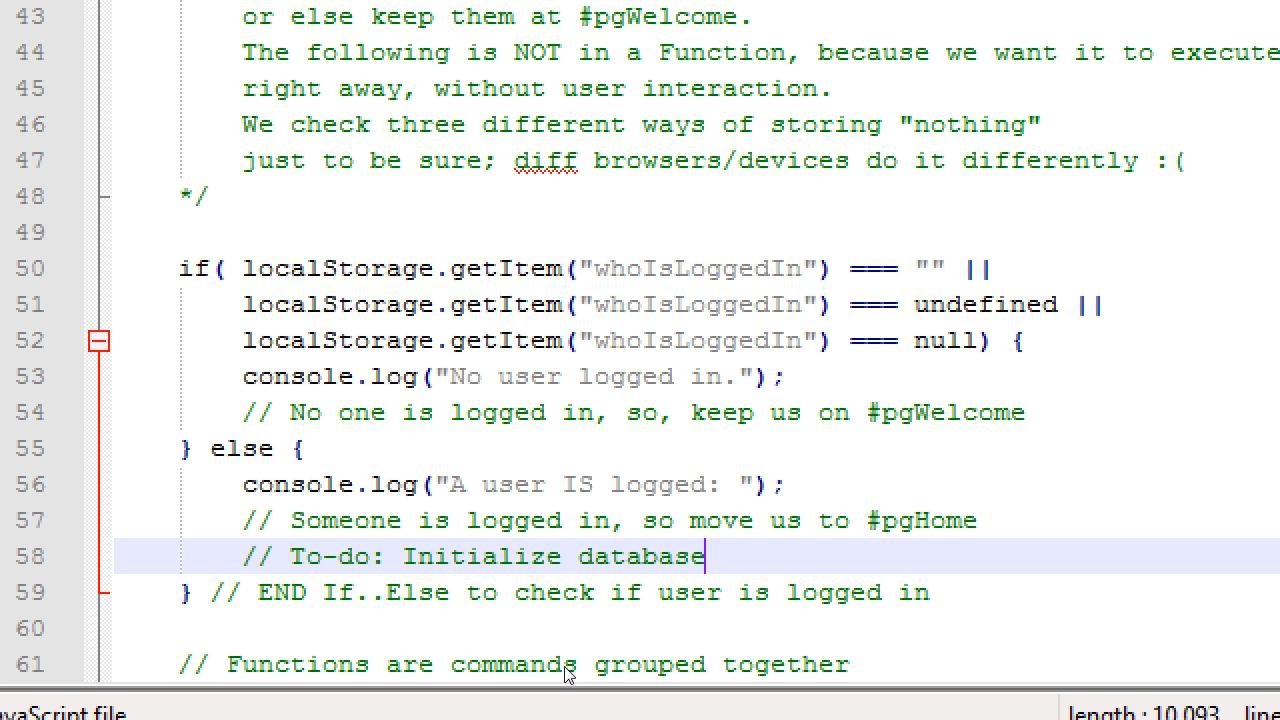 43 or else keep them at #pgWelcome.
44 The following is NOT in a Function, because we want it to execute
45 right away, without user interaction.
46 We check three different ways of storing "nothing"
47 just to be sure; diff browsers/devices do it differently :(
48 */
49
50 if( localStorage.getItem("whoIsLoggedIn") === "" ||
51 localStorage.getItem("whoIsLoggedIn") === undefined ||
52 localStorage.getItem("whoIsLoggedIn") === null) {
53 console.log("No user logged in.");
54 // No one is logged in, so, keep us on #pgWelcome
55 } else {
56 console.log("A user IS logged: ");
57 // Someone is logged in, so move us to #pgHome
58 // To-do: Initialize database
59 } // END If..Else to check if user is logged in
60
61 // Functions are commands grouped together
avaScript file length : 10,093 line